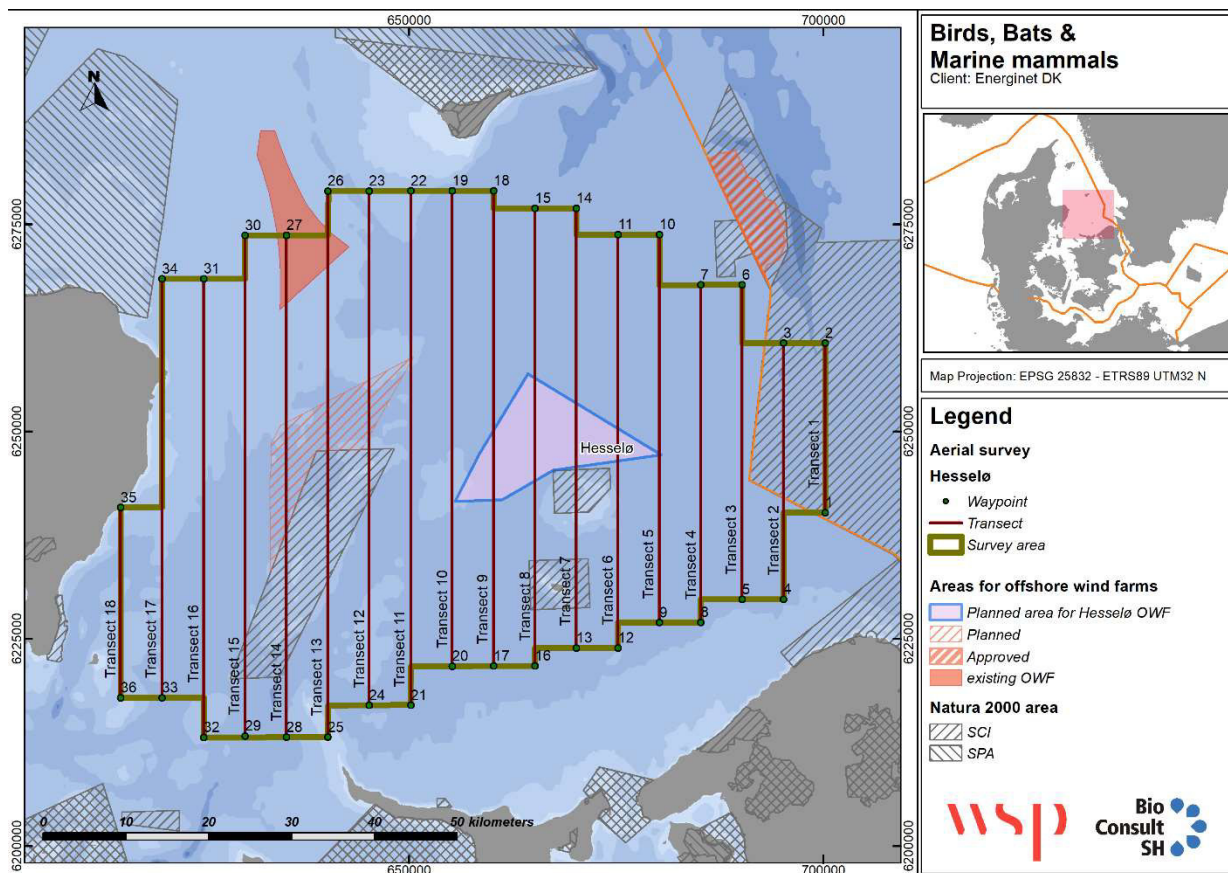 650000
700000
N
26
23
22
19
18
15
14
30
27
11
10
34
31
7
6
3
2
6275000
6275000
6250000
6250000
Hesselø
Transect 1
1
35
Transect 18
Transect 17
Transect 16
Transect 15
Transect 14
Transect 13
Transect 12
Transect 11
Transect 10
Transect 9
Transect 8
Transect 7
Transect 6
Transect 5
Transect 4
Transect 3
Transect 2
9
8
5
4
6225000
6225000
20
17
16
13
12
36
33
24
21
32
29
28
25
0
10
20
30
40
50 kilometers
6200000
6200000
650000
700000
Birds, Bats &
Marine mammals
Client: Energinet DK
Map Projection: EPSG 25832 - ETRS89 UTM32 N
Legend
Aerial survey
Hesselø
Waypoint
Transect
Survey area
Areas for offshore wind farms
Planned area for Hesselø OWF
Planned
Approved
existing OWF
Natura 2000 area
SCI
SPA
wsp
Bio
Consult
SH